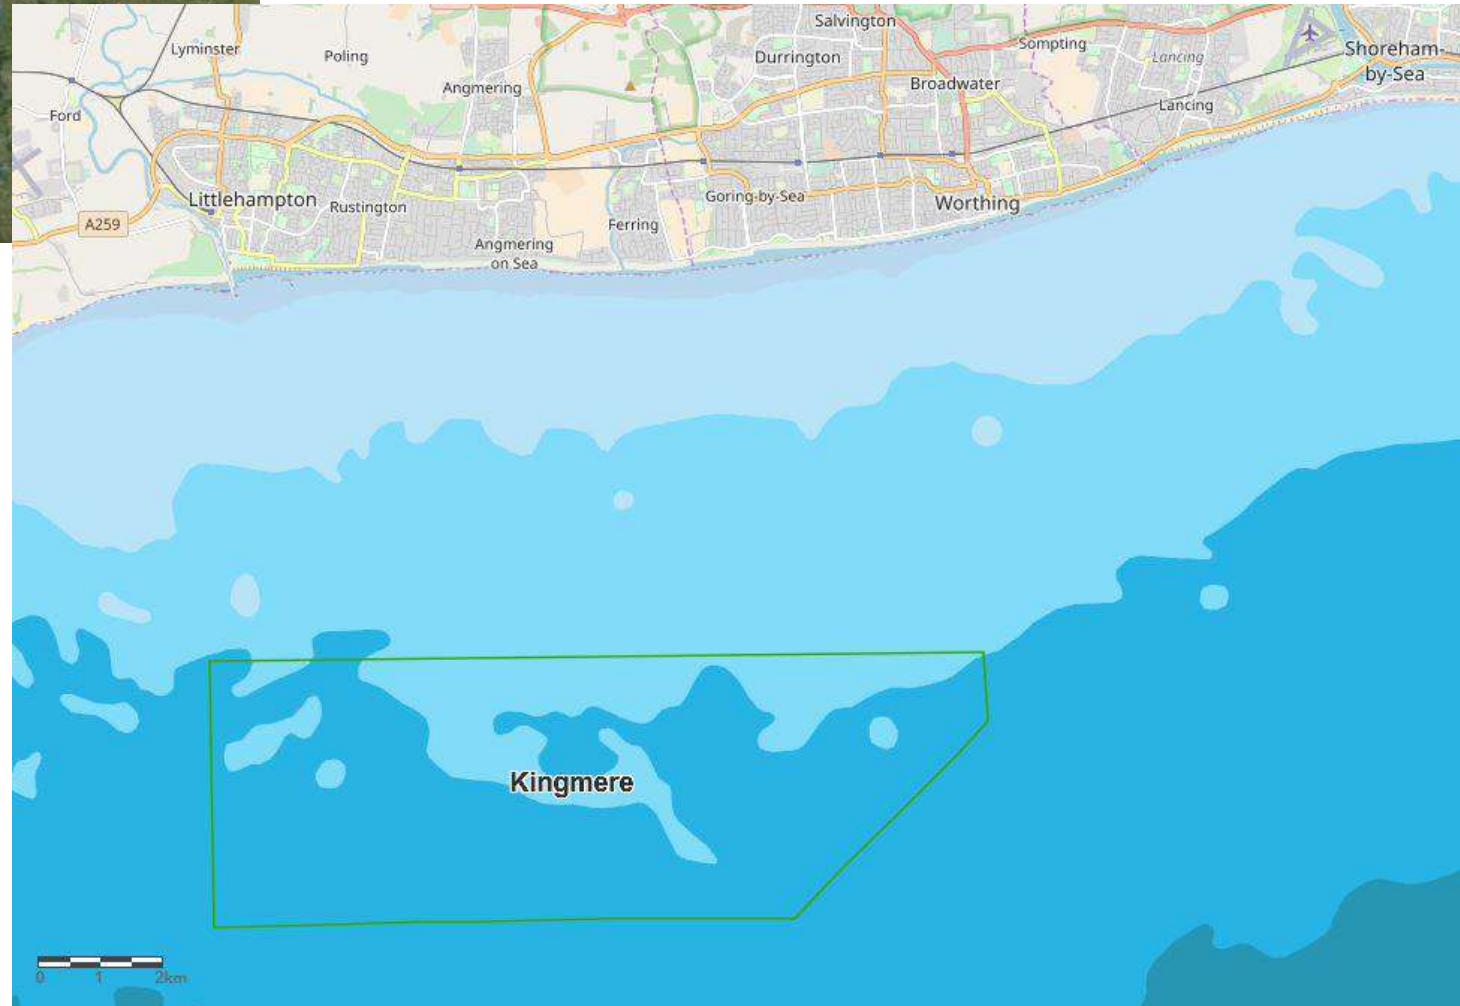 Salvington
Lyminster
Poling
Durrington
Sompting
Lancing
Shoreham-
by-Sea
Angmering
Broadwater
Ford
Lancing
Littlehampton
Rustington
Goring-by-Sea
Worthing
A259
Ferring
Angmering
on Sea
Kingmere
0 1 2km